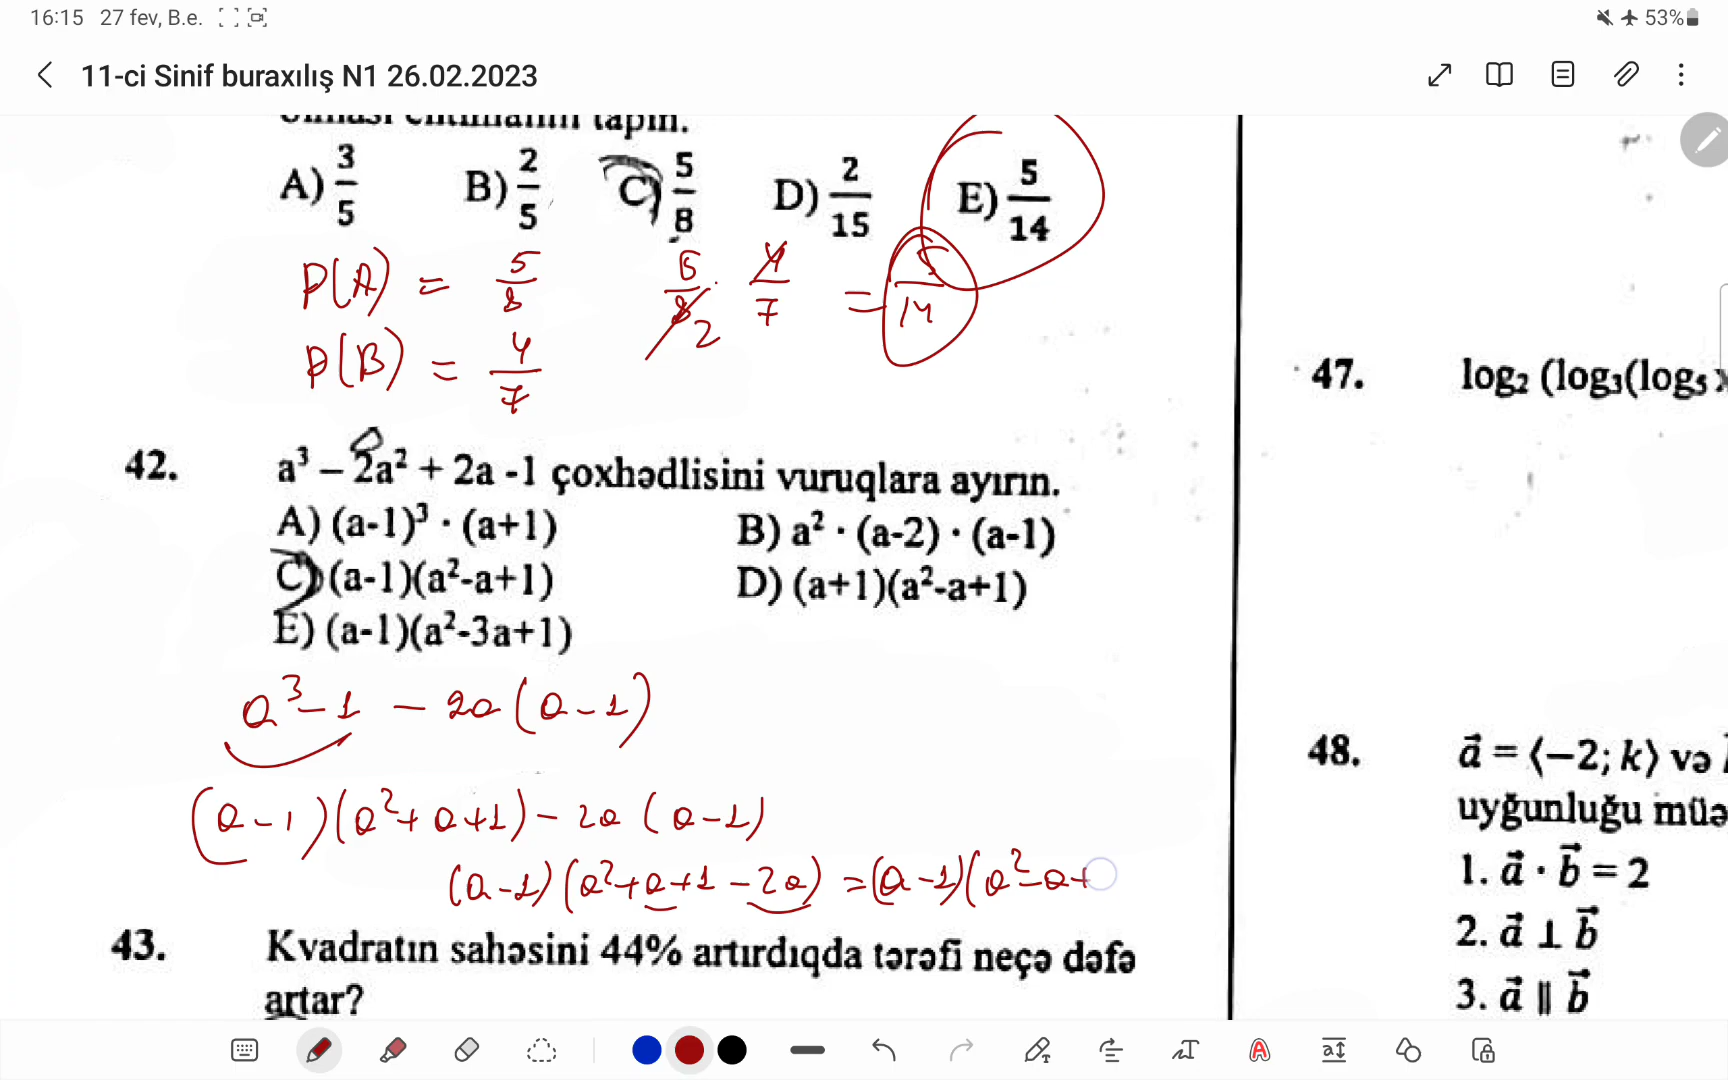 16:15 27 fev, B.e. 53%
11-ci Sinif buraxılış N1 26.02.2023
olması ehtimalını tapın.
A) 3/5 B) 2/5 C) 5/8 D) 2/15 E) 5/14
P(A) = 5/8 5/8 2 · 4/7 = 5/14
P(B) = 4/7
42. a³ – 2a² + 2a -1 çoxhədlisini vuruqlara ayırın.
A) (a-1)³ · (a+1) B) a² · (a-2) · (a-1)
C) (a-1)(a²-a+1) D) (a+1)(a²-a+1)
E) (a-1)(a²-3a+1)
a³-1 - 2a(a-1)
(a-1)(a²+a+1) - 2a(a-1)
(a-1)(a²+a+1-2a) = (a-1)(a²-a+
43. Kvadratın sahəsini 44% artırdıqda tərəfi neçə dəfə
artar?
47. log₂ (log₃(log₅ x
48. a⃗ = ⟨−2; k⟩ və
uyğunluğu müə
1. a⃗ · b⃗ = 2
2. a⃗ ⊥ b⃗
3. a⃗ ∥ b⃗